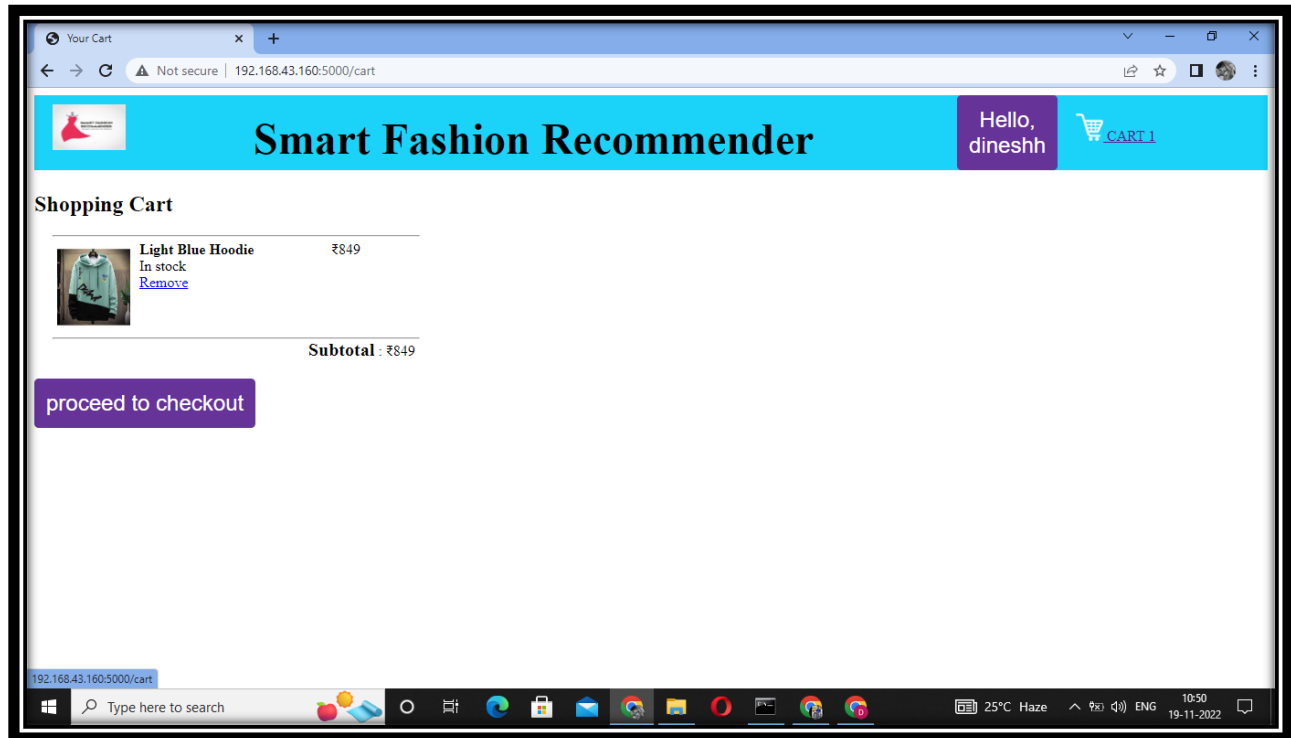 Your Cart
Not secure | 192.168.43.160:5000/cart
Smart Fashion Recommender
Hello,
dineshh
CART 1
Shopping Cart
Light Blue Hoodie ₹849
In stock
Remove
Subtotal : ₹849
proceed to checkout
192.168.43.160:5000/cart
Type here to search
25°C Haze
ENG
10:50
19-11-2022